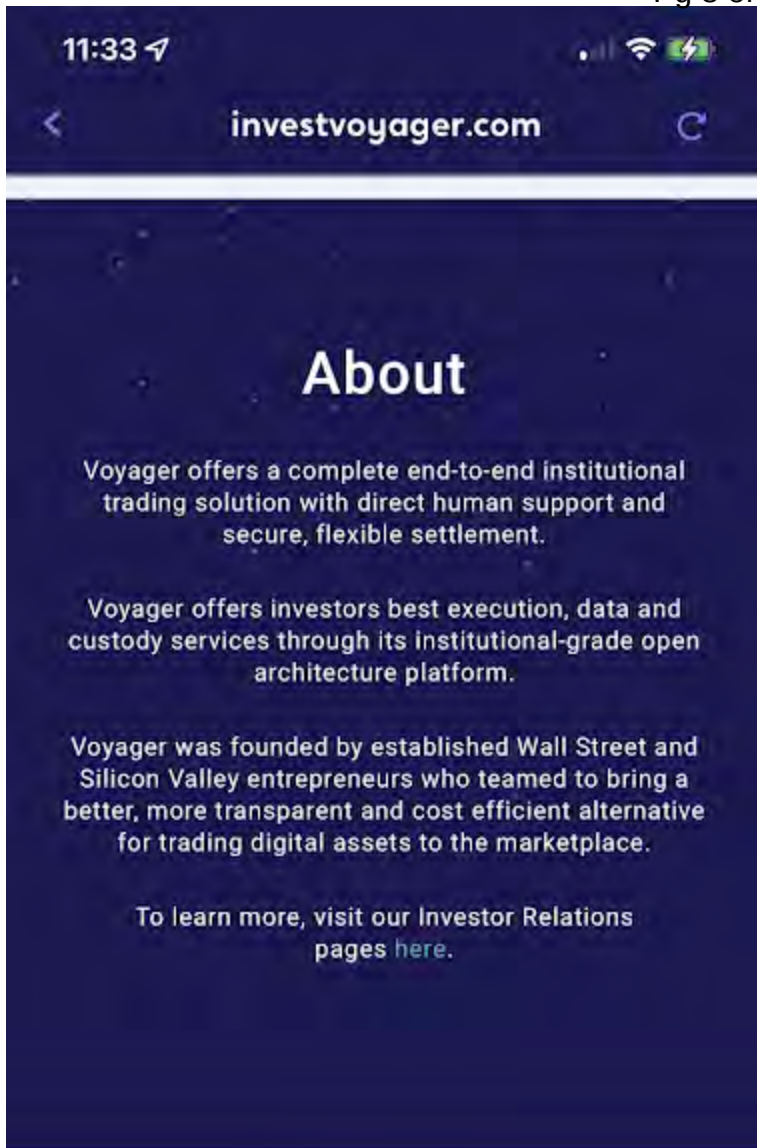 11:33
investvoyager.com
About
Voyager offers a complete end-to-end institutional
trading solution with direct human support and
secure, flexible settlement.
Voyager offers investors best execution, data and
custody services through its institutional-grade open
architecture platform.
Voyager was founded by established Wall Street and
Silicon Valley entrepreneurs who teamed to bring a
better, more transparent and cost efficient alternative
for trading digital assets to the marketplace.
To learn more, visit our Investor Relations
pages here.